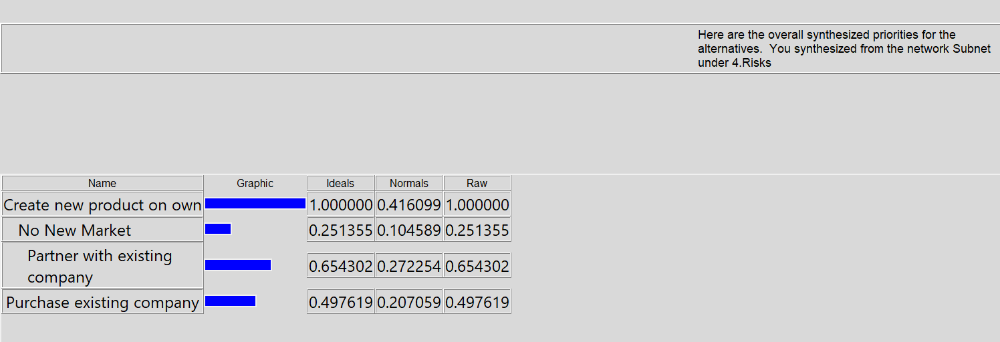 Here are the overall synthesized priorities for the
alternatives.  You synthesized from the network Subnet
under 4.Risks
Name Graphic Ideals Normals Raw
Create new product on own 1.000000 0.416099 1.000000
No New Market 0.251355 0.104589 0.251355
Partner with existing
company 0.654302 0.272254 0.654302
Purchase existing company 0.497619 0.207059 0.497619